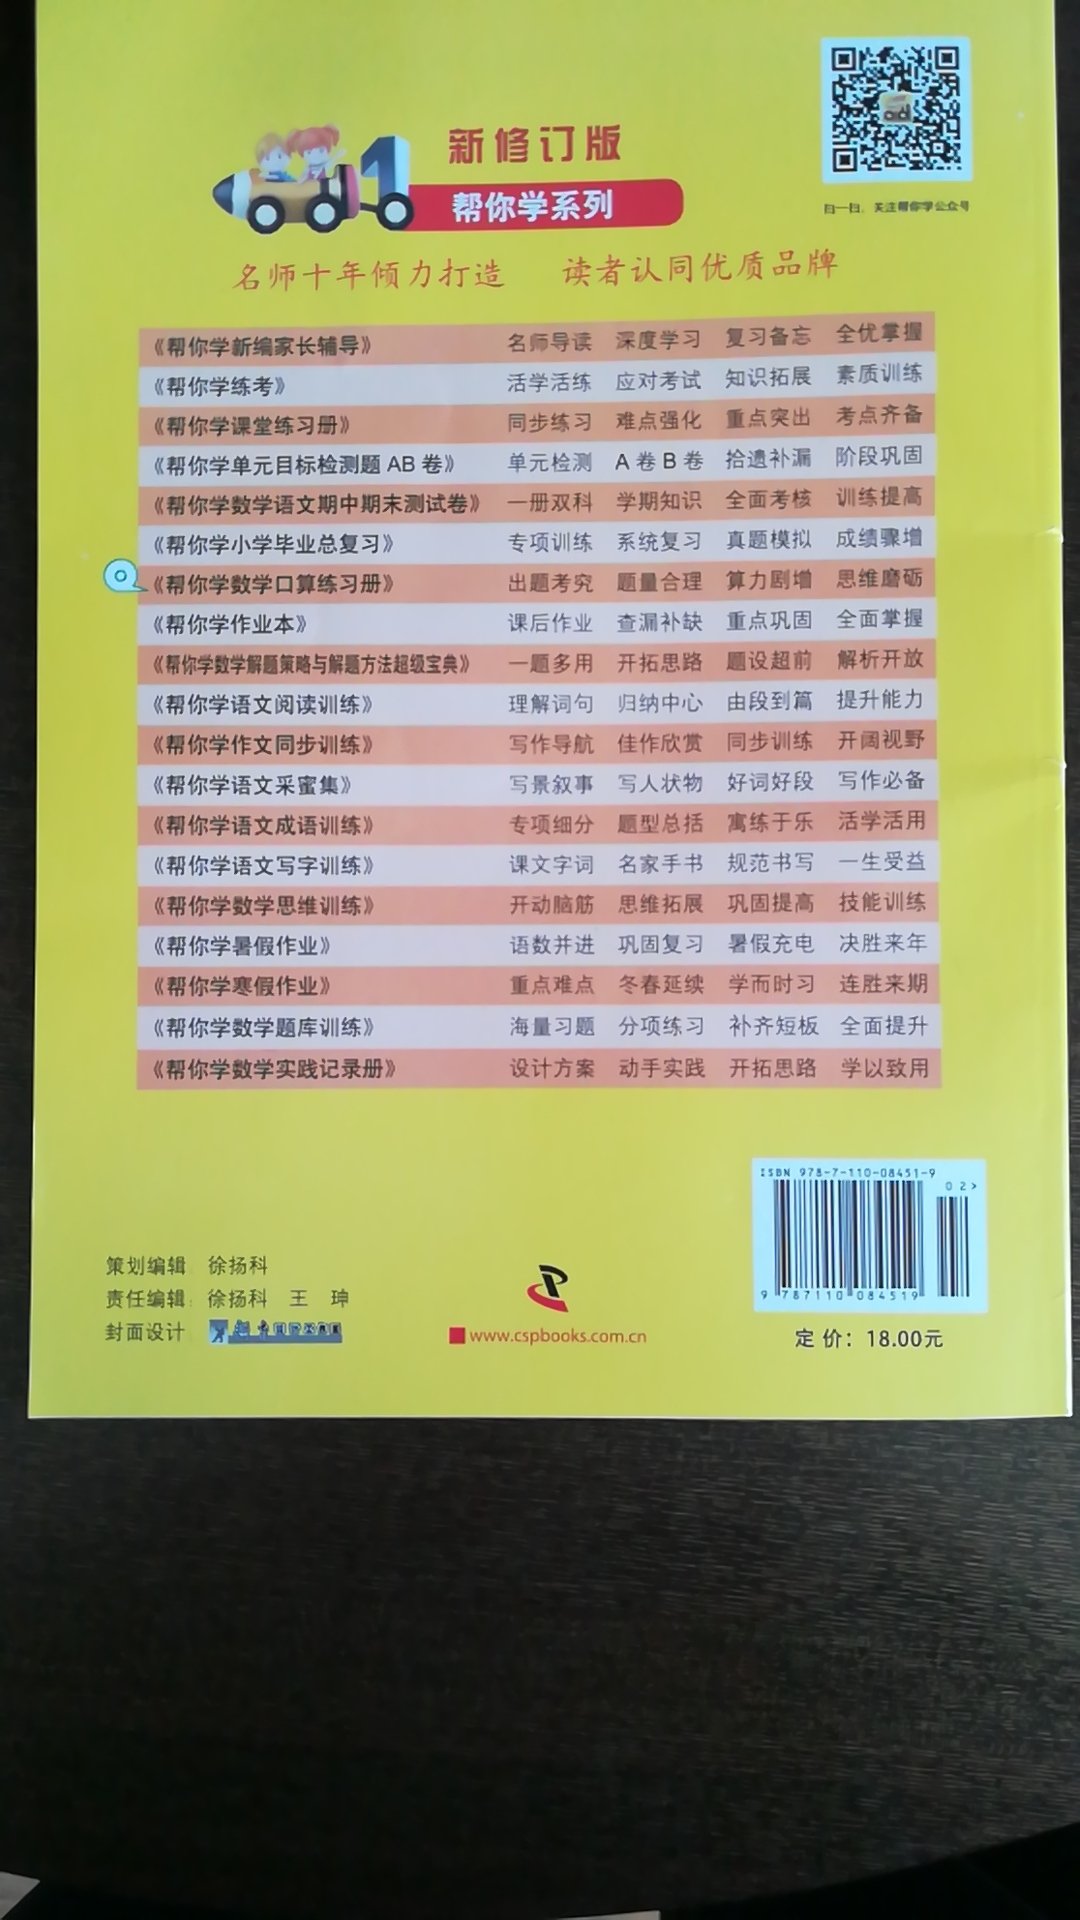 新修订版
帮你学系列
扫一扫，关注帮你学公众号
名师十年倾力打造 读者认同优质品牌
《帮你学新编家长辅导》 名师导读 深度学习 复习备忘 全优掌握
《帮你学练考》 活学活练 应对考试 知识拓展 素质训练
《帮你学课堂练习册》 同步练习 难点强化 重点突出 考点齐备
《帮你学单元目标检测题 AB 卷》 单元检测 A 卷 B 卷 拾遗补漏 阶段巩固
《帮你学数学语文期中期末测试卷》 一册双科 学期知识 全面考核 训练提高
《帮你学小学毕业总复习》 专项训练 系统复习 真题模拟 成绩骤增
《帮你学数学口算练习册》 出题考究 题量合理 算力剧增 思维磨砺
《帮你学作业本》 课后作业 查漏补缺 重点巩固 全面掌握
《帮你学数学解题策略与解题方法超级宝典》 一题多用 开拓思路 题设超前 解析开放
《帮你学语文阅读训练》 理解词句 归纳中心 由段到篇 提升能力
《帮你学作文同步训练》 写作导航 佳作欣赏 同步训练 开阔视野
《帮你学语文采蜜集》 写景叙事 写人状物 好词好段 写作必备
《帮你学语文成语训练》 专项细分 题型总括 寓练于乐 活学活用
《帮你学语文写字训练》 课文字词 名家手书 规范书写 一生受益
《帮你学数学思维训练》 开动脑筋 思维拓展 巩固提高 技能训练
《帮你学暑假作业》 语数并进 巩固复习 暑假充电 决胜来年
《帮你学寒假作业》 重点难点 冬春延续 学而时习 连胜来期
《帮你学数学题库训练》 海量习题 分项练习 补齐短板 全面提升
《帮你学数学实践记录册》 设计方案 动手实践 开拓思路 学以致用
ISBN 978-7-110-08451-9
02>
9 787110 084519
定价：18.00元
策划编辑 徐扬科
责任编辑 徐扬科 王 珅
封面设计
www.cspbooks.com.cn